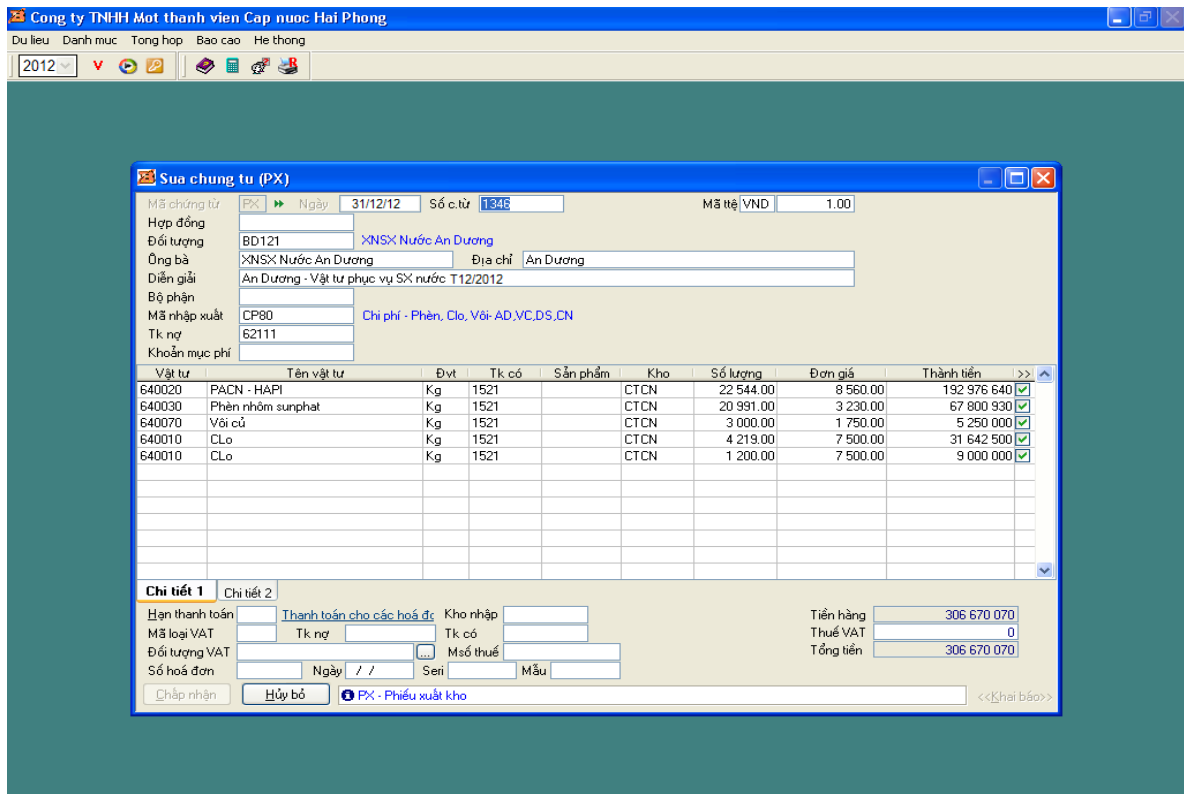 Cong ty TNHH Mot thanh vien Cap nuoc Hai Phong
Du lieu Danh muc Tong hop Bao cao He thong
2012 V
Sua chung tu (PX)
Mã chứng từ PX Ngày 31/12/12 Số c.từ 1346 Mã ttệ VND 1.00
Hợp đồng
Đối tượng BD121 XNSX Nước An Dương
Ông bà XNSX Nước An Dương Địa chỉ An Dương
Diễn giải An Dương - Vật tư phục vụ SX nước T12/2012
Bộ phận
Mã nhập xuất CP80 Chi phí - Phèn, Clo, Vôi- AD,VC,DS,CN
Tk nợ 62111
Khoản mục phí
Vật tư Tên vật tư Đvt Tk có Sản phẩm Kho Số lượng Đơn giá Thành tiền >>
640020 PACN - HAPI Kg 1521 CTCN 22 544.00 8 560.00 192 976 640
640030 Phèn nhôm sunphat Kg 1521 CTCN 20 991.00 3 230.00 67 800 930
640070 Vôi củ Kg 1521 CTCN 3 000.00 1 750.00 5 250 000
640010 CLo Kg 1521 CTCN 4 219.00 7 500.00 31 642 500
640010 CLo Kg 1521 CTCN 1 200.00 7 500.00 9 000 000
Chi tiết 1 Chi tiết 2
Hạn thanh toán Thanh toán cho các hoá đc Kho nhập Tiền hàng 306 670 070
Mã loại VAT Tk nợ Tk có Thuế VAT 0
Đối tượng VAT ... Msố thuế Tổng tiền 306 670 070
Số hoá đơn Ngày / / Seri Mẫu
Chấp nhận Hủy bỏ PX - Phiếu xuất kho <<Khai báo>>